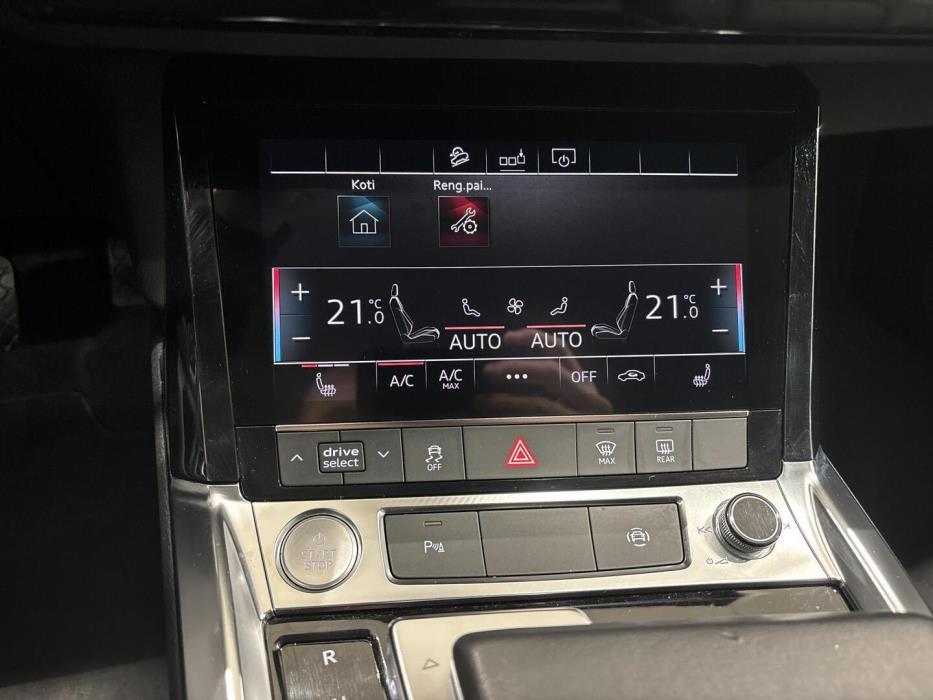 Koti
Reng.pai...
+ 21.0 °C −
AUTO
AUTO
+ 21.0 °C −
A/C
A/C MAX
•••
OFF
drive
select
OFF
MAX
REAR
P
START
STOP
R